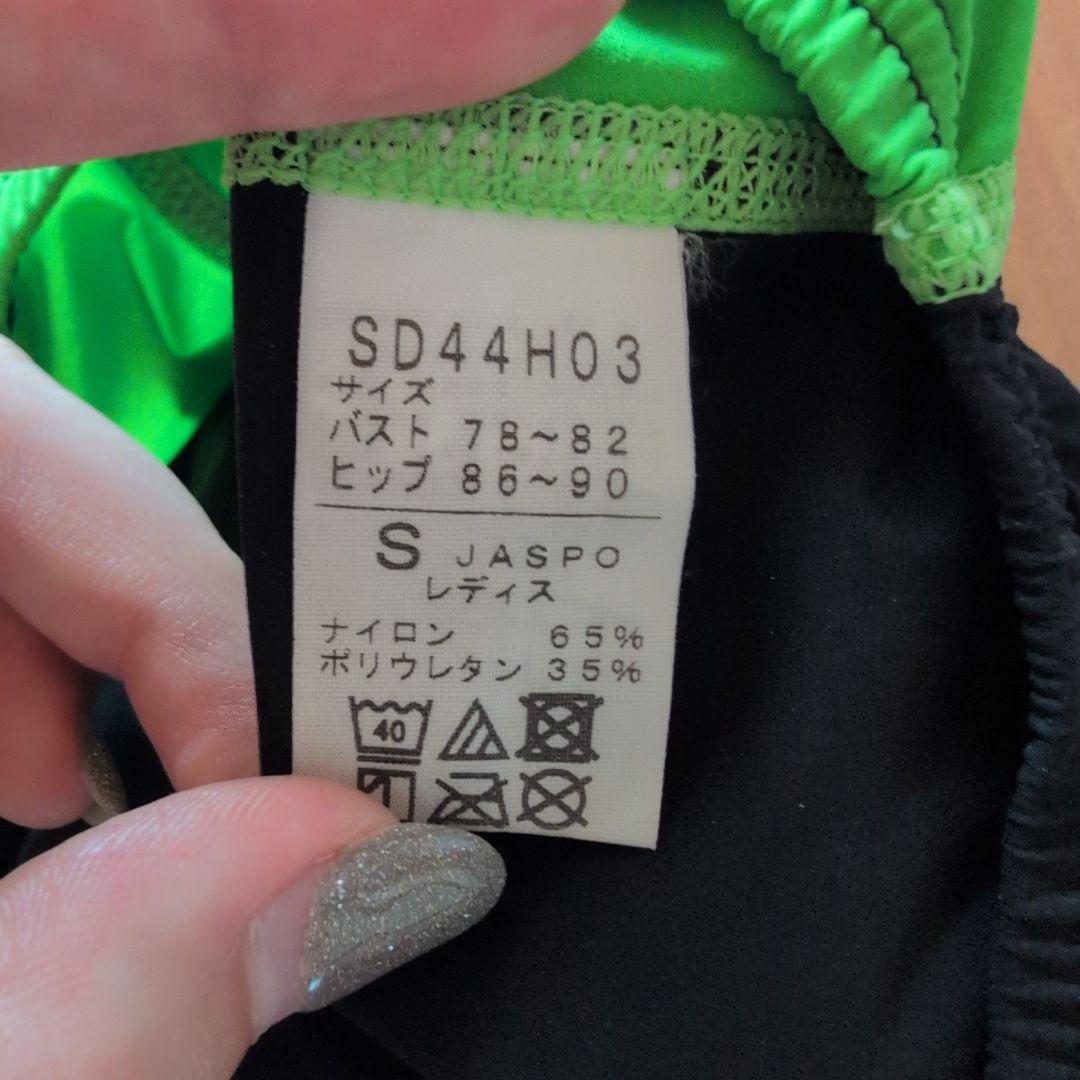 SD44H03
サイズ
バスト 78~82
ヒップ 86~90
S JASPO
レディス
ナイロン 65%
ポリウレタン 35%
40